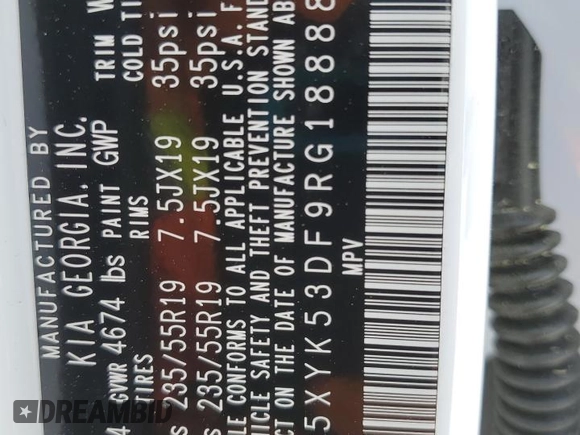 MANUFACTURED BY
KIA GEORGIA, INC.
GVWR 4674 lbs PAINT GWP TRIM W
RIMS COLD TI
235/55R19 7.5JX19 35psi
235/55R19 7.5JX19 35psi
CONFORMS TO ALL APPLICABLE U.S.A. F
VEHICLE SAFETY AND THEFT PREVENTION STAND
ON THE DATE OF MANUFACTURE SHOWN AB
5XYK53DF9RG18888
MPV
DREAMBID